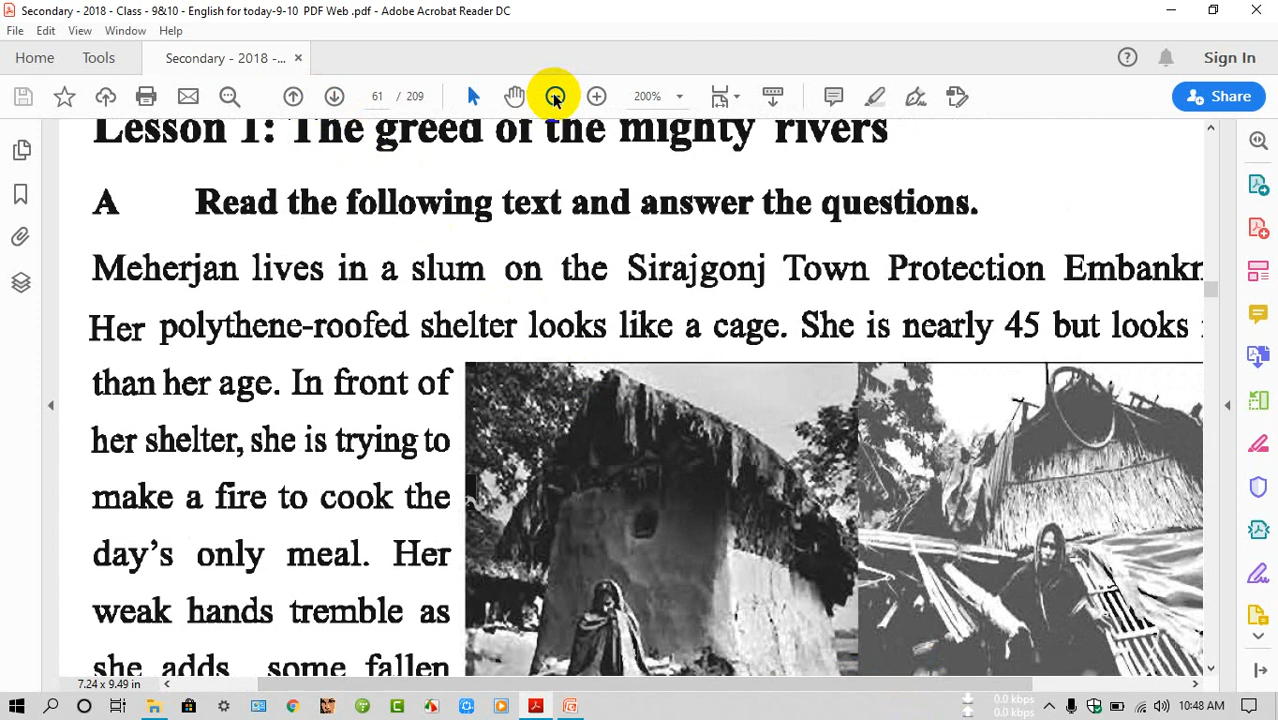 Secondary - 2018 - Class - 9&10 - English for today-9-10 PDF Web .pdf - Adobe Acrobat Reader DC
File Edit View Window Help
Home Tools Secondary - 2018 -... Sign In
61 / 209 200% Share
Lesson 1: The greed of the mighty rivers
A Read the following text and answer the questions.
Meherjan lives in a slum on the Sirajgonj Town Protection Embankn
Her polythene-roofed shelter looks like a cage. She is nearly 45 but looks
than her age. In front of
her shelter, she is trying to
make a fire to cook the
day's only meal. Her
weak hands tremble as
she adds some fallen
7.24 x 9.49 in
0.0 kbps
0.0 kbps
10:48 AM